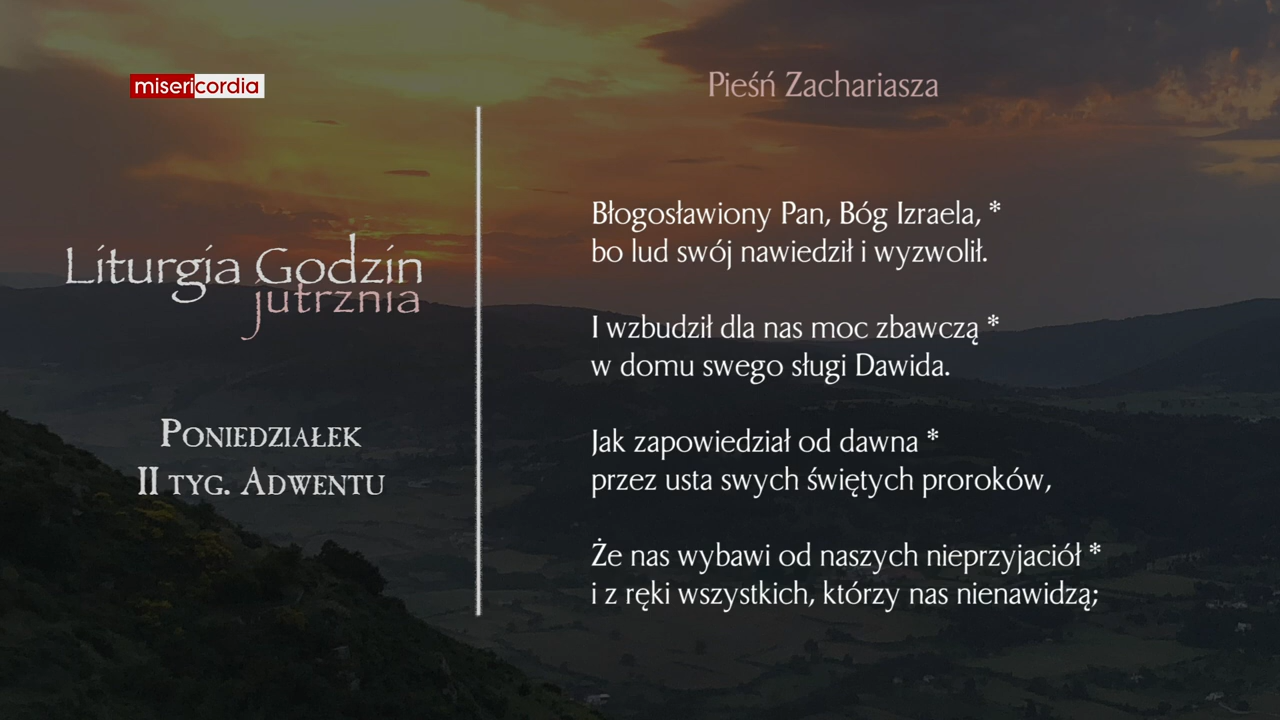 misericordia
Liturgia Godzin
jutrznia
Poniedziałek
II tyg. Adwentu
Pieśń Zachariasza
Błogosławiony Pan, Bóg Izraela, *
bo lud swój nawiedził i wyzwolił.
I wzbudził dla nas moc zbawczą *
w domu swego sługi Dawida.
Jak zapowiedział od dawna *
przez usta swych świętych proroków,
Że nas wybawi od naszych nieprzyjaciół *
i z ręki wszystkich, którzy nas nienawidzą;